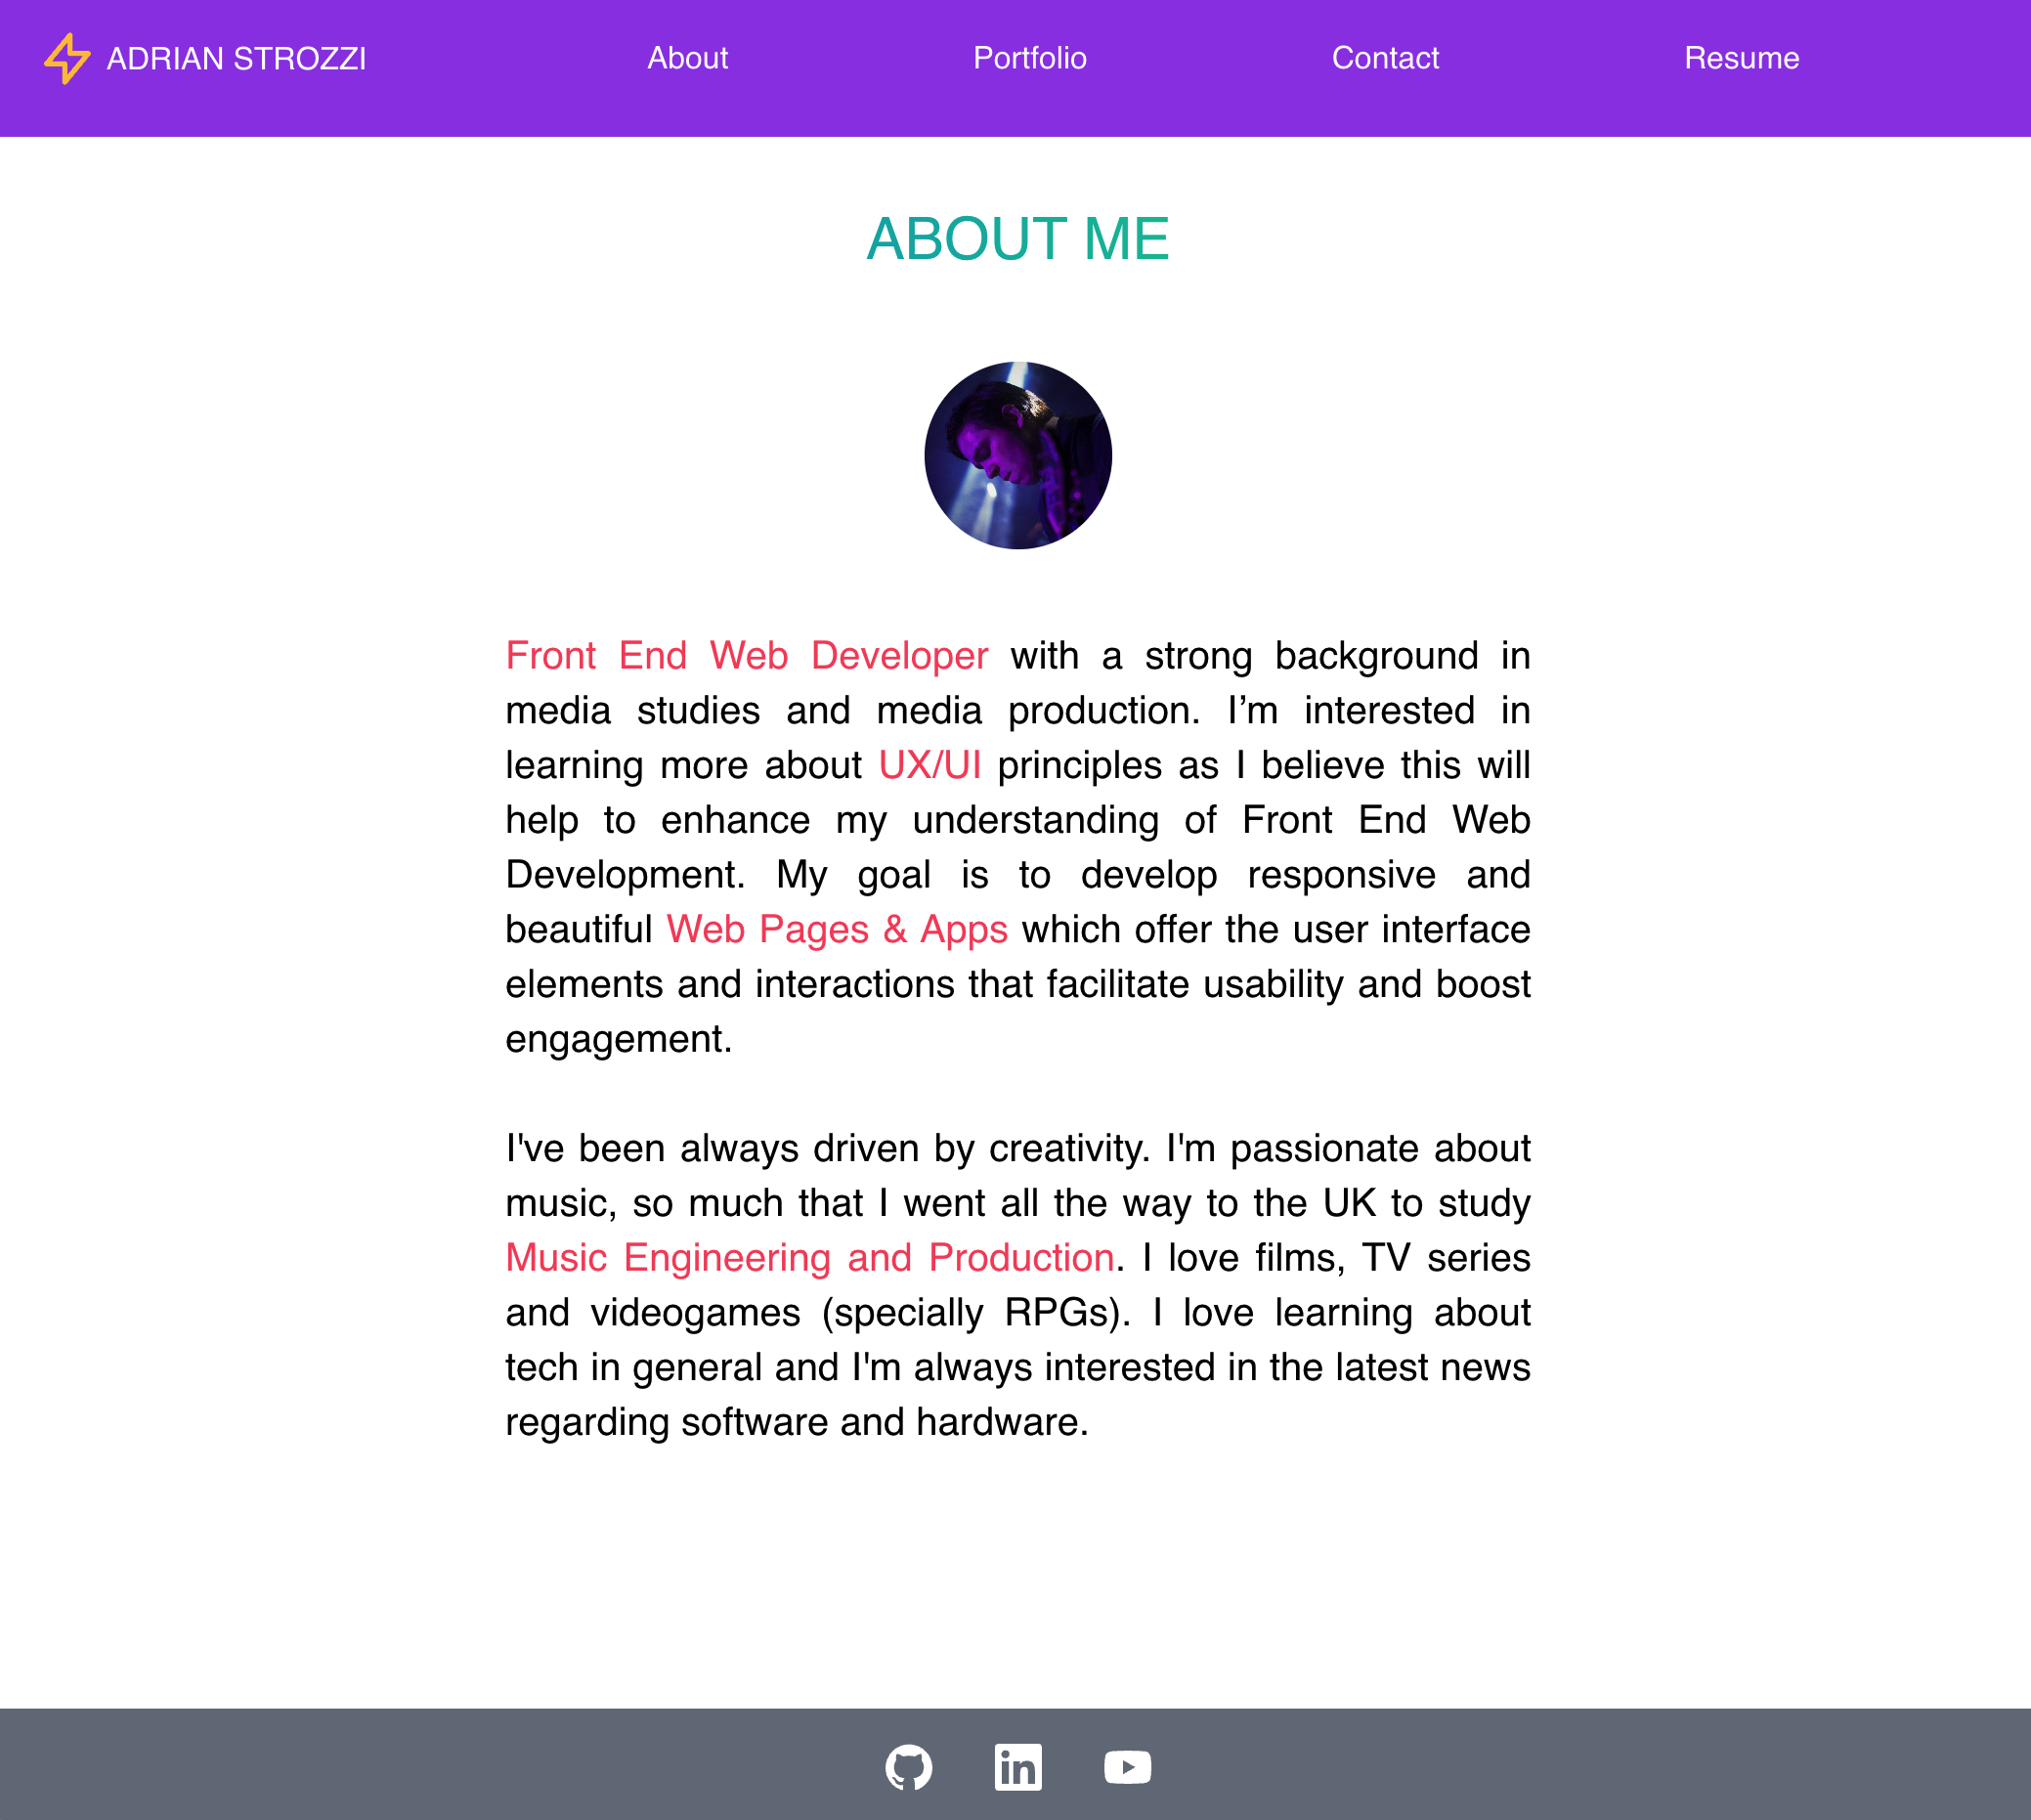 ADRIAN STROZZI About Portfolio Contact Resume
ABOUT ME
Front End Web Developer with a strong background in
media studies and media production. I’m interested in
learning more about UX/UI principles as I believe this will
help to enhance my understanding of Front End Web
Development. My goal is to develop responsive and
beautiful Web Pages & Apps which offer the user interface
elements and interactions that facilitate usability and boost
engagement.
I've been always driven by creativity. I'm passionate about
music, so much that I went all the way to the UK to study
Music Engineering and Production. I love films, TV series
and videogames (specially RPGs). I love learning about
tech in general and I'm always interested in the latest news
regarding software and hardware.
in